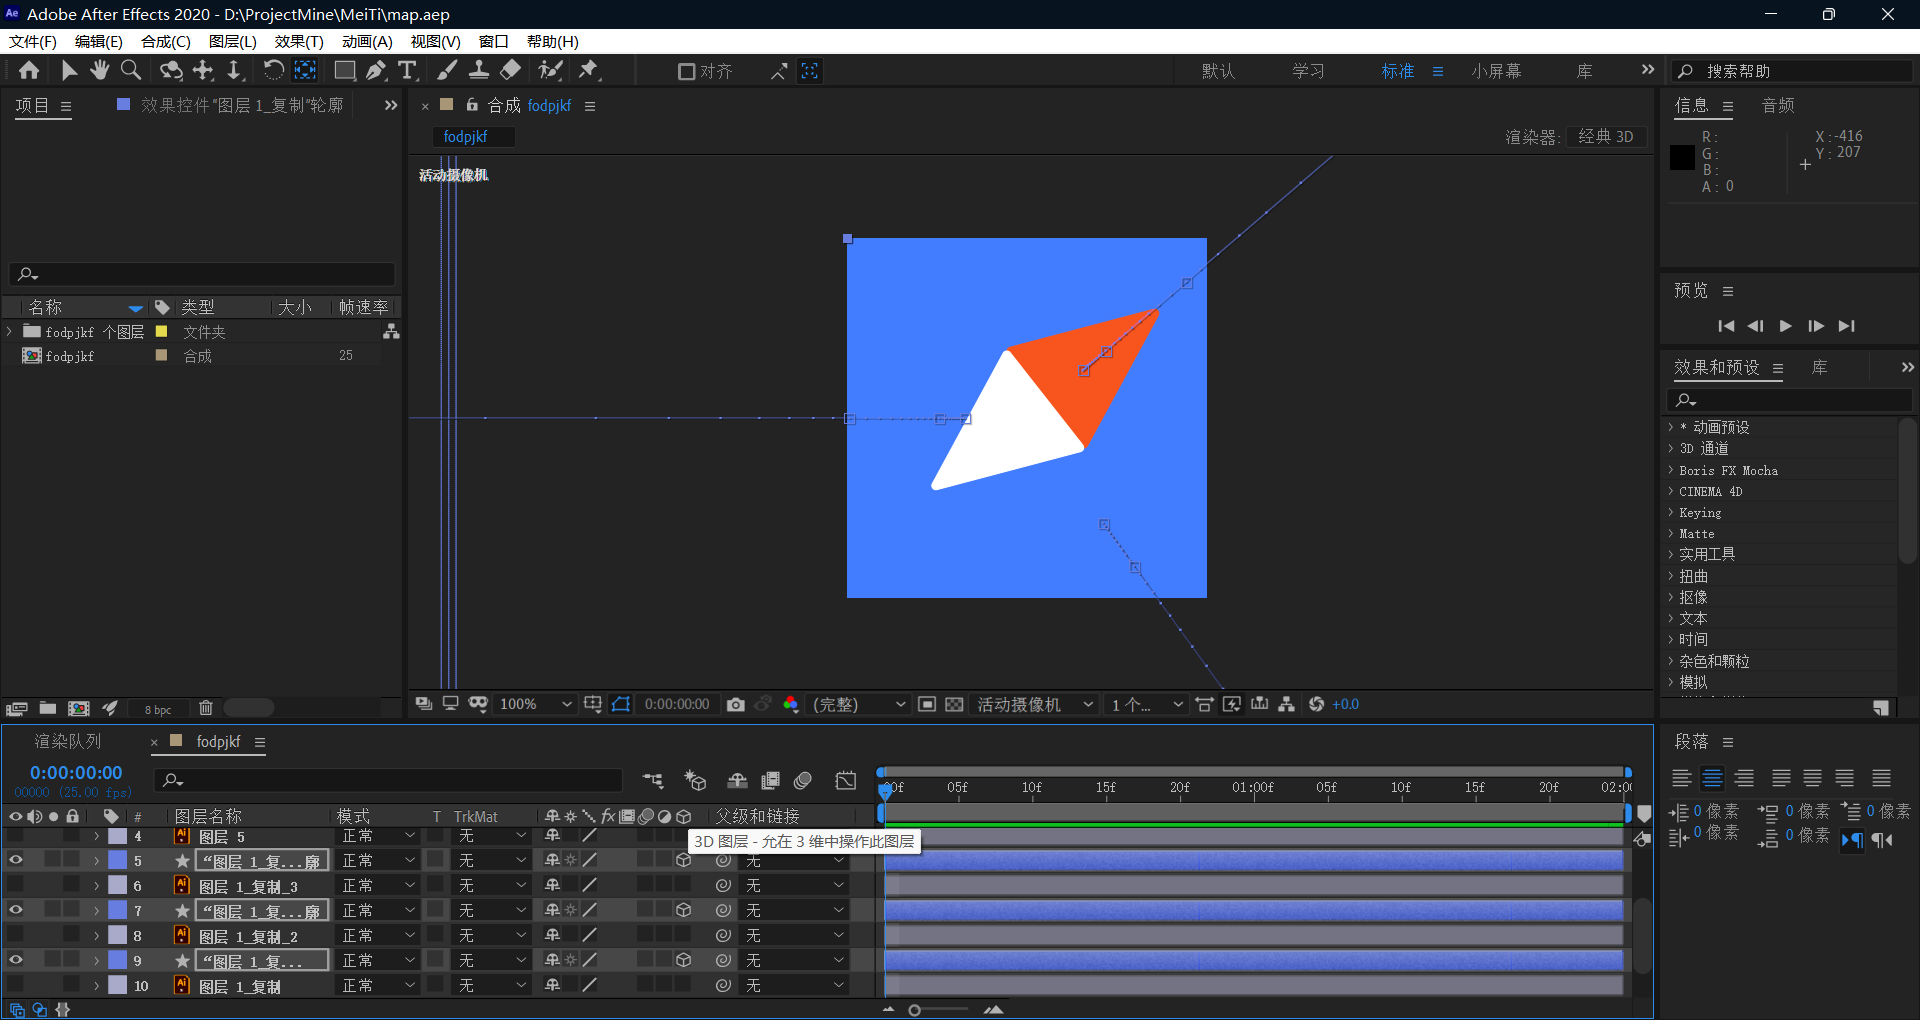 Ae Adobe After Effects 2020 - D:\ProjectMine\MeiTi\map.aep
文件(F) 编辑(E) 合成(C) 图层(L) 效果(T) 动画(A) 视图(V) 窗口 帮助(H)
对齐 默认 学习 标准 小屏幕 库 搜索帮助
项目 效果控件“图层 1_复制”轮廓
合成 fodpjkf
信息 音频
fodpjkf
渲染器: 经典 3D
R:
G:
B:
A: 0
X:-416
Y: 207
活动摄像机
预览
名称 类型 大小 帧速率
fodpjkf 个图层 文件夹
fodpjkf 合成 25
效果和预设 库
* 动画预设
3D 通道
Boris FX Mocha
CINEMA 4D
Keying
Matte
实用工具
扭曲
抠像
文本
时间
杂色和颗粒
模拟
8 bpc
100% 0:00:00:00 (完整) 活动摄像机 1 个... +0.0
渲染队列 fodpjkf
0:00:00:00
00000 (25.00 fps)
段落
00f 05f 10f 15f 20f 01:00f 05f 10f 15f 20f 02:00
# 图层名称 模式 T TrkMat fx 父级和链接
4 Ai 图层 5 正常 无
3D 图层 - 允在 3 维中操作此图层
5 “图层 1_复...廓 正常 无 无
6 Ai 图层 1_复制_3 正常 无 无
7 “图层 1_复...廓 正常 无 无
8 Ai 图层 1_复制_2 正常 无 无
9 “图层 1_复... 正常 无 无
10 Ai 图层 1_复制 正常 无 无
0 像素 0 像素 0 像素
0 像素 0 像素